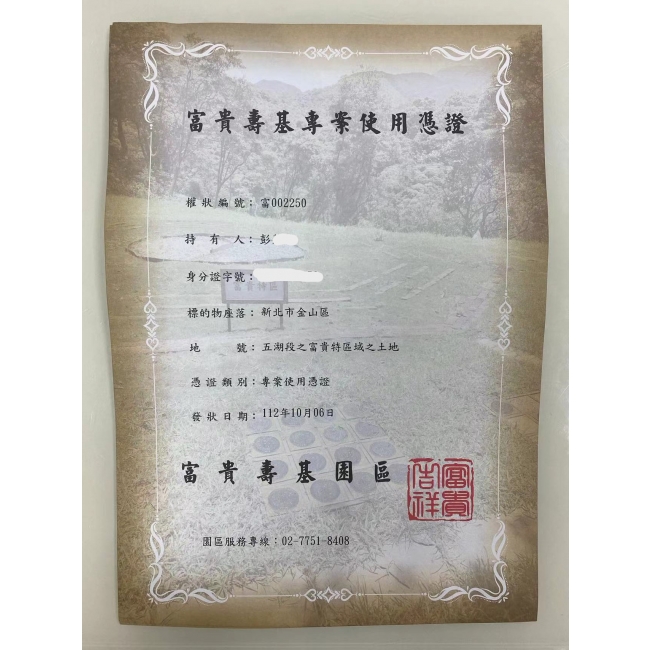 富貴壽基專案使用憑證
權狀編號：富002250
持有人：彭
身分證字號：
富貴特區
標的物座落：新北市金山區
地號：五湖段之富貴特區域之土地
憑證類別：專案使用憑證
發狀日期：112年10月06日
富貴壽基園區
富貴吉祥
園區服務專線：02-7751-8408